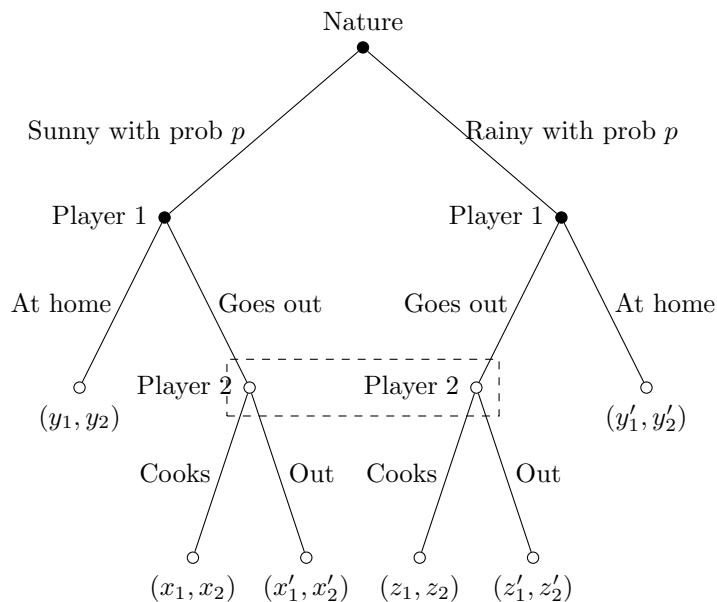 Nature
Sunny with prob p
Rainy with prob p
Player 1
Player 1
At home
Goes out
Goes out
At home
Player 2
Player 2
(y₁, y₂)
(y′₁, y′₂)
Cooks
Out
Cooks
Out
(x₁, x₂)
(x′₁, x′₂)
(z₁, z₂)
(z′₁, z′₂)